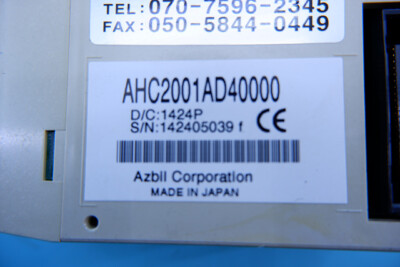 TEL: 070-7596-2345
FAX: 050-5844-0449
AHC2001AD40000
D/C:1424P
S/N:142405039 f CE
Azbil Corporation
MADE IN JAPAN